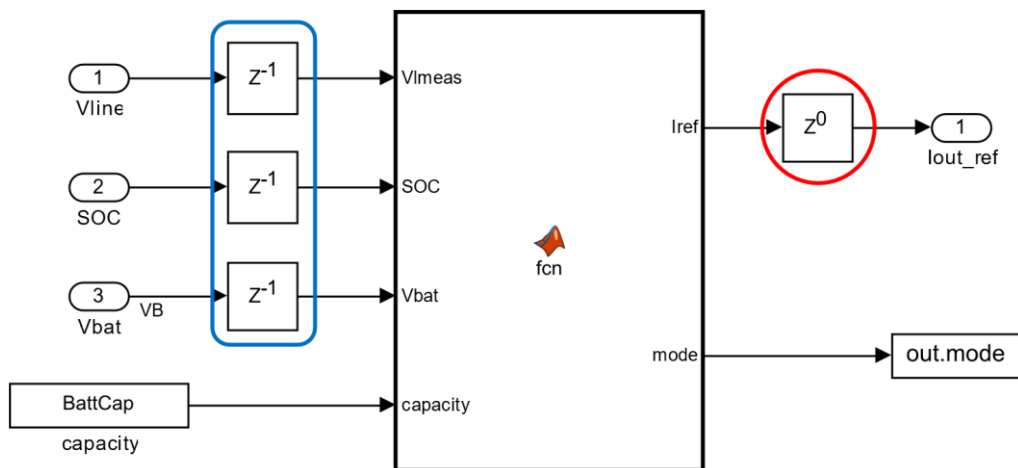 1
Vline
Z-1
VImeas
2
SOC
Z-1
SOC
3
Vbat
VB
Z-1
Vbat
BattCap
capacity
capacity
fcn
Iref
Z0
1
Iout_ref
mode
out.mode